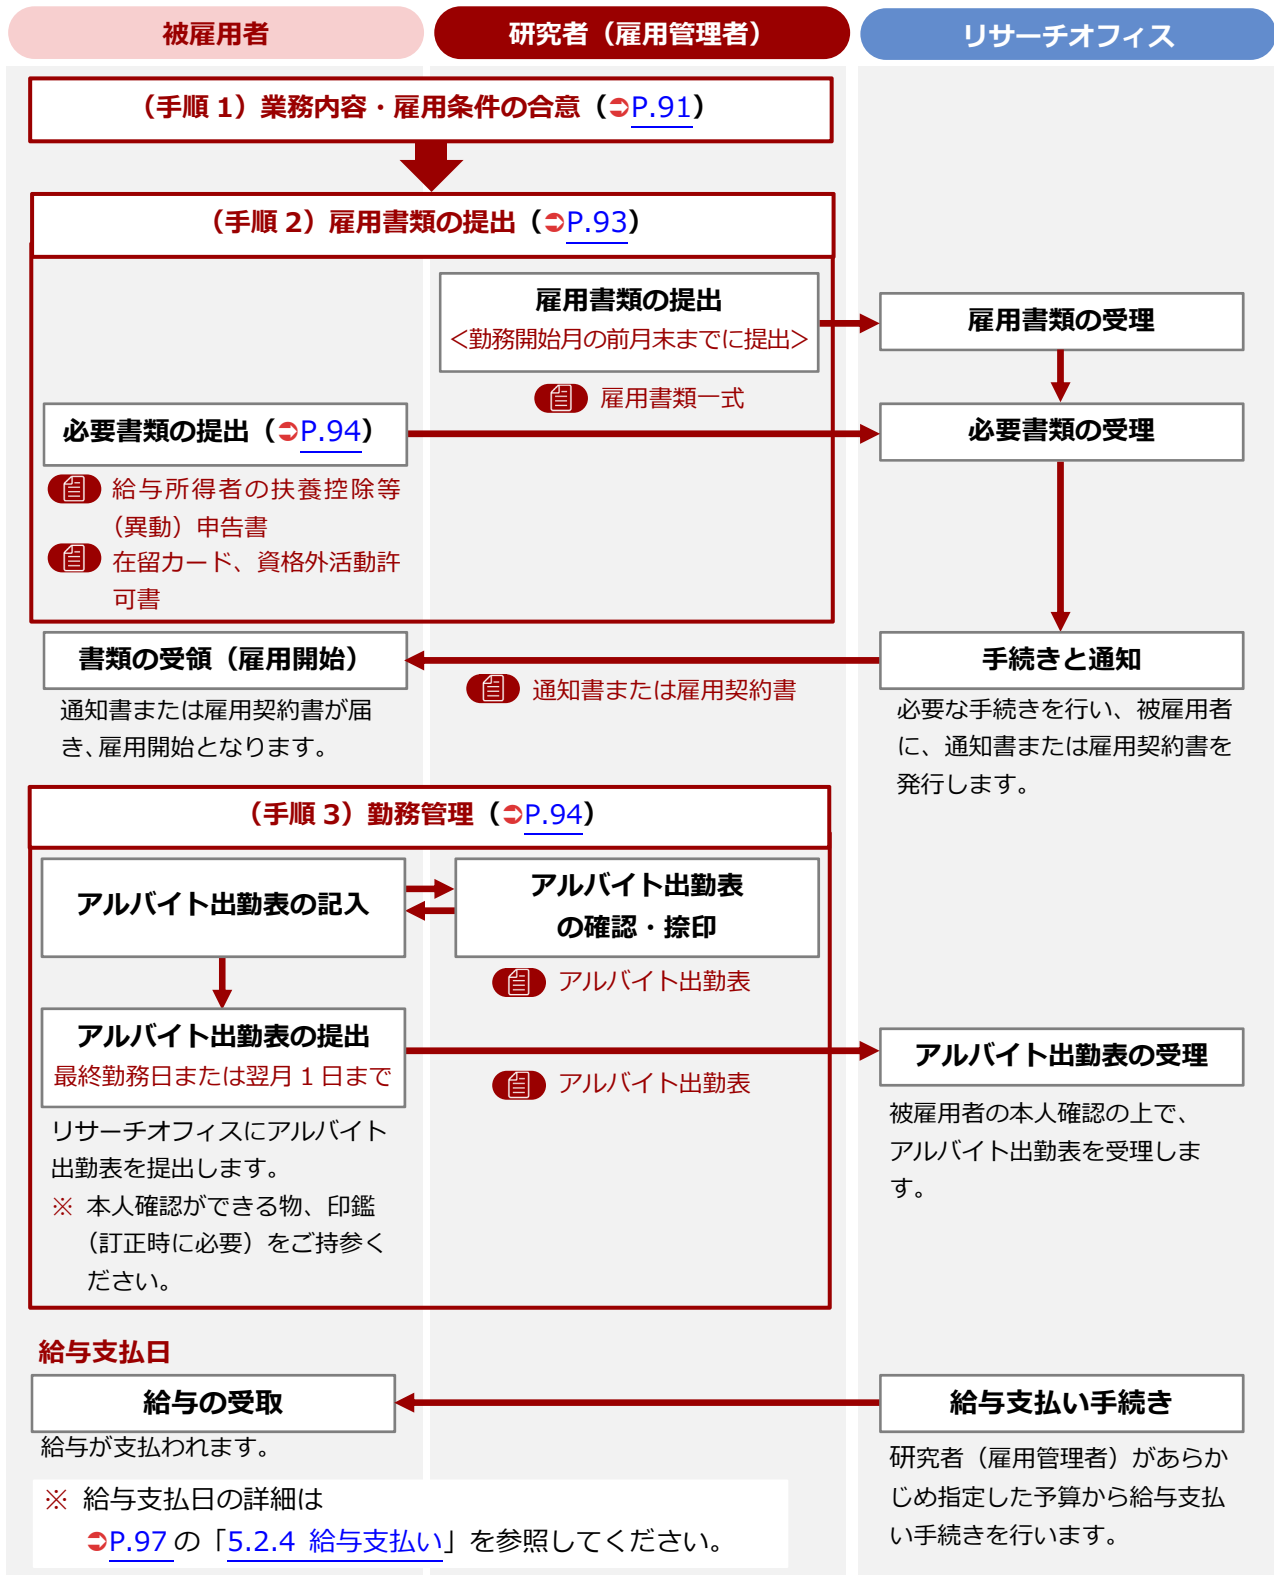 被雇用者
研究者（雇用管理者）
リサーチオフィス
（手順 1）業務内容・雇用条件の合意（➲P.91）
（手順 2）雇用書類の提出（➲P.93）
雇用書類の提出
＜勤務開始月の前月末までに提出＞
雇用書類の受理
雇用書類一式
必要書類の提出（➲P.94）
必要書類の受理
給与所得者の扶養控除等
（異動）申告書
在留カード、資格外活動許
可書
書類の受領（雇用開始）
手続きと通知
通知書または雇用契約書
通知書または雇用契約書が届
き、雇用開始となります。
必要な手続きを行い、被雇用者
に、通知書または雇用契約書を
発行します。
（手順 3）勤務管理（➲P.94）
アルバイト出勤表の記入
アルバイト出勤表
の確認・捺印
アルバイト出勤表
アルバイト出勤表の提出
最終勤務日または翌月 1 日まで
アルバイト出勤表の受理
アルバイト出勤表
リサーチオフィスにアルバイト
出勤表を提出します。
※ 本人確認ができる物、印鑑
（訂正時に必要）をご持参く
ださい。
被雇用者の本人確認の上で、
アルバイト出勤表を受理しま
す。
給与支払日
給与の受取
給与支払い手続き
給与が支払われます。
研究者（雇用管理者）があらか
じめ指定した予算から給与支払
い手続きを行います。
※ 給与支払日の詳細は
➲P.97 の「5.2.4 給与支払い」を参照してください。